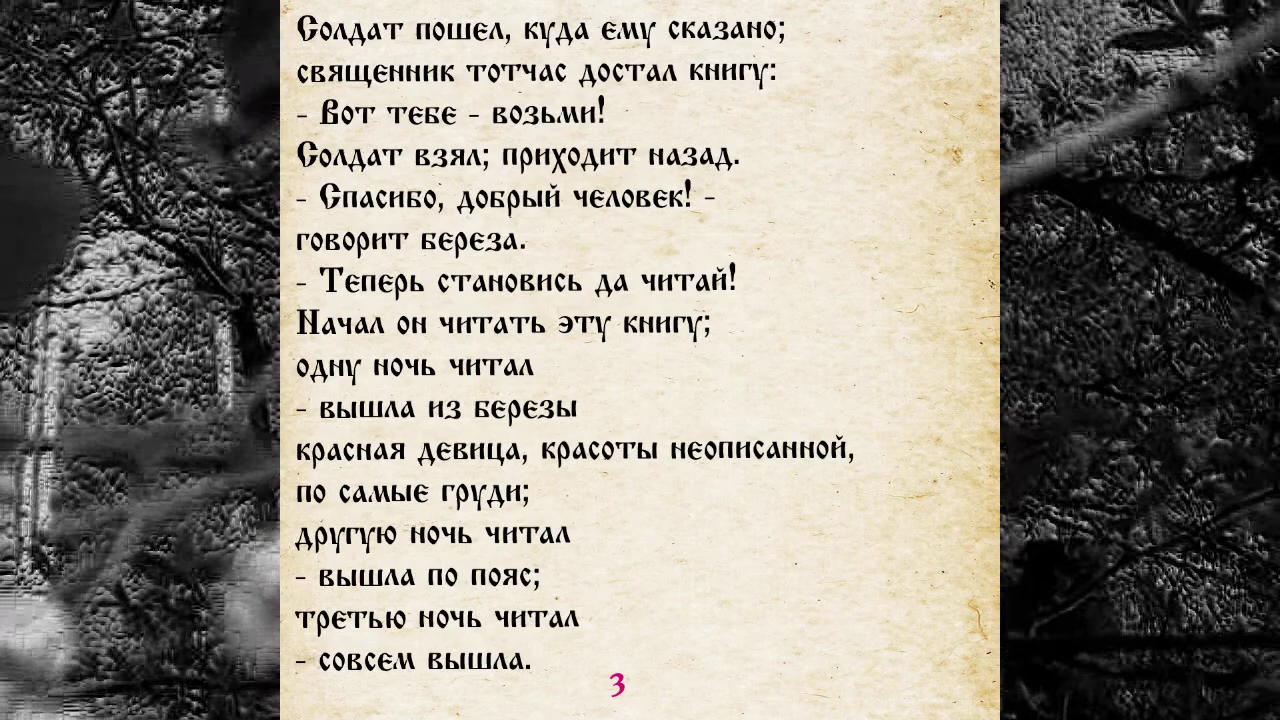 Солдат пошел, куда ему сказано;
священник тотчас достал книгу:
- Вот тебе - возьми!
Солдат взял; приходит назад.
- Спасибо, добрый человек! -
говорит береза.
- Теперь становись да читай!
Начал он читать эту книгу;
одну ночь читал
- вышла из березы
красная девица, красоты неописанной,
по самые груди;
другую ночь читал
- вышла по пояс;
третью ночь читал
- совсем вышла.
3